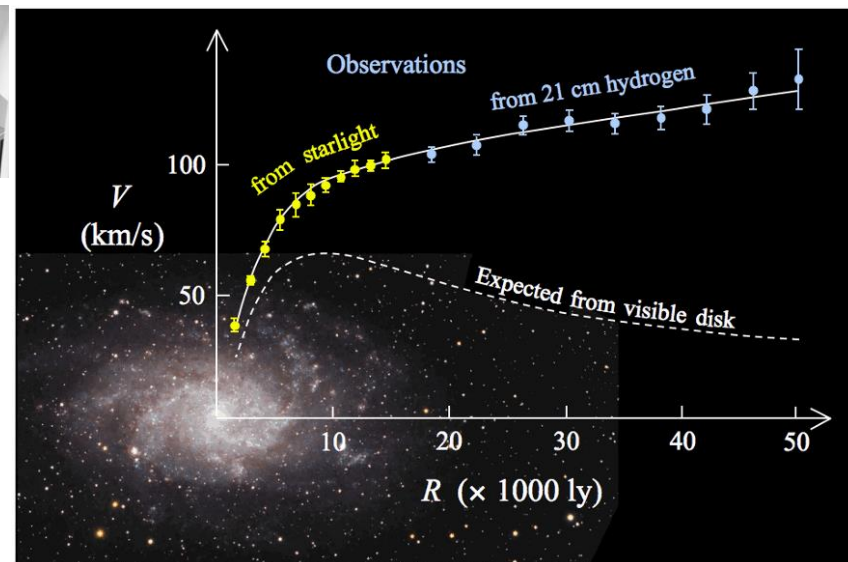 Observations
from 21 cm hydrogen
from starlight
100
V
(km/s)
50
Expected from visible disk
10 20 30 40 50
R (× 1000 ly)